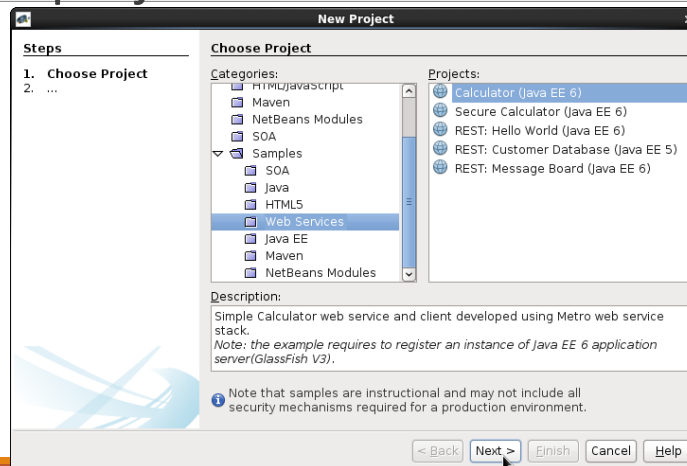 New Project
Steps
1. Choose Project
2. ...
Choose Project
Categories:
HTML/JavaScript
Maven
NetBeans Modules
SOA
Samples
SOA
Java
HTML5
Web Services
Java EE
Maven
NetBeans Modules
Projects:
Calculator (Java EE 6)
Secure Calculator (Java EE 6)
REST: Hello World (Java EE 6)
REST: Customer Database (Java EE 5)
REST: Message Board (Java EE 6)
Description:
Simple Calculator web service and client developed using Metro web service
stack.
Note: the example requires to register an instance of Java EE 6 application
server(GlassFish V3).
Note that samples are instructional and may not include all
security mechanisms required for a production environment.
< Back Next > Finish Cancel Help